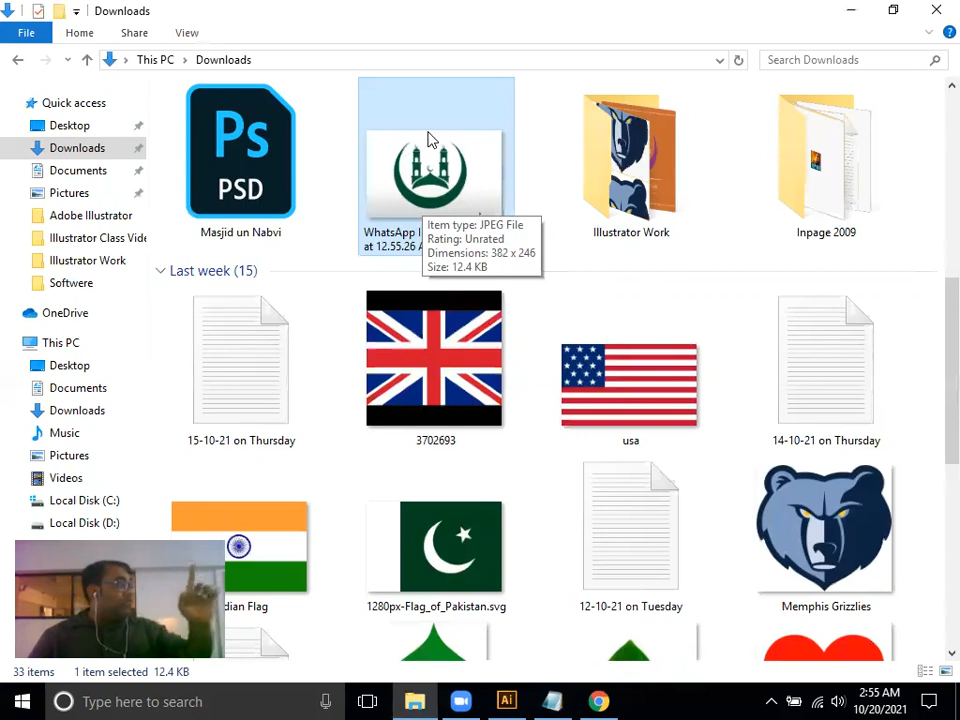 Downloads
File
Home
Share
View
This PC
Downloads
Search Downloads
Quick access
Desktop
Downloads
Documents
Pictures
Adobe Illustrator
Illustrator Class Vide
Illustrator Work
Softwere
OneDrive
This PC
Desktop
Documents
Downloads
Music
Pictures
Videos
Local Disk (C:)
Local Disk (D:)
Ps
PSD
Masjid un Nabvi
WhatsApp I
at 12.55.26 A
Item type: JPEG File
Rating: Unrated
Dimensions: 382 x 246
Size: 12.4 KB
Illustrator Work
Inpage 2009
Last week (15)
15-10-21 on Thursday
3702693
usa
14-10-21 on Thursday
dian Flag
1280px-Flag_of_Pakistan.svg
12-10-21 on Tuesday
Memphis Grizzlies
33 items
1 item selected 12.4 KB
Type here to search
Ai
2:55 AM
10/20/2021